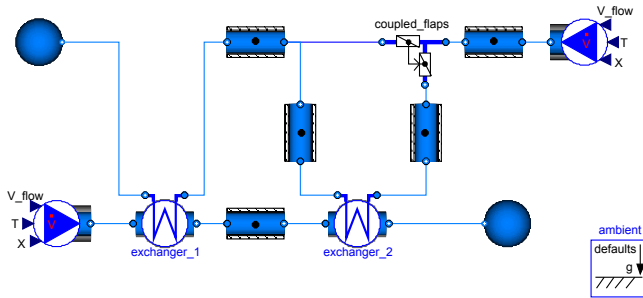 coupled_flaps
V_flow
V
T
X
V_flow
V
T
X
exchanger_1
exchanger_2
ambient
defaults
g